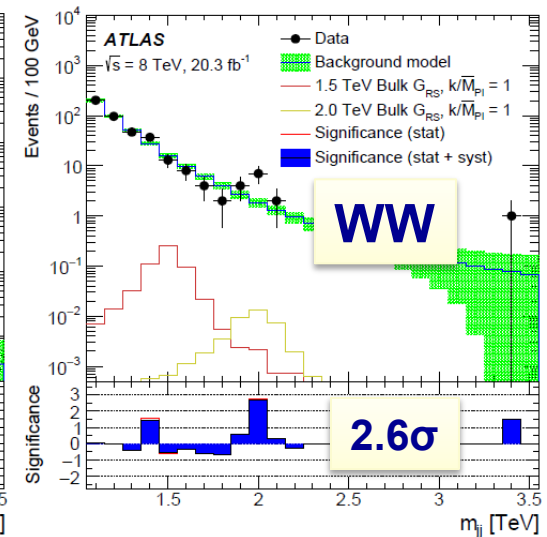 Events / 100 GeV
10⁴
10³
10²
10
1
10⁻¹
10⁻²
10⁻³
ATLAS
√s = 8 TeV, 20.3 fb⁻¹
Data
Background model
1.5 TeV Bulk G_RS, k/M̅_PI = 1
2.0 TeV Bulk G_RS, k/M̅_PI = 1
Significance (stat)
Significance (stat + syst)
WW
Significance
3
2
1
0
−1
−2
2.6σ
5 1.5 2 2.5 3 3.5
] m_jj [TeV]